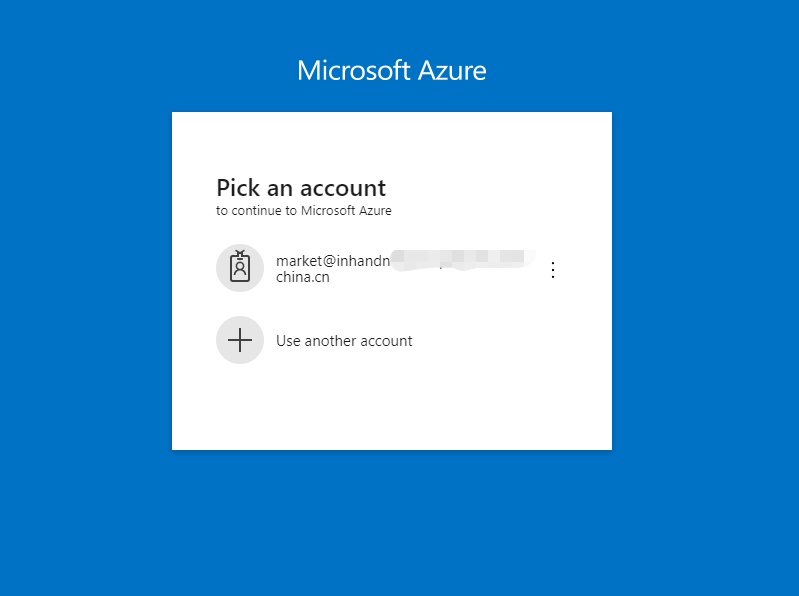 Microsoft Azure
Pick an account
to continue to Microsoft Azure
market@inhandn
china.cn
Use another account